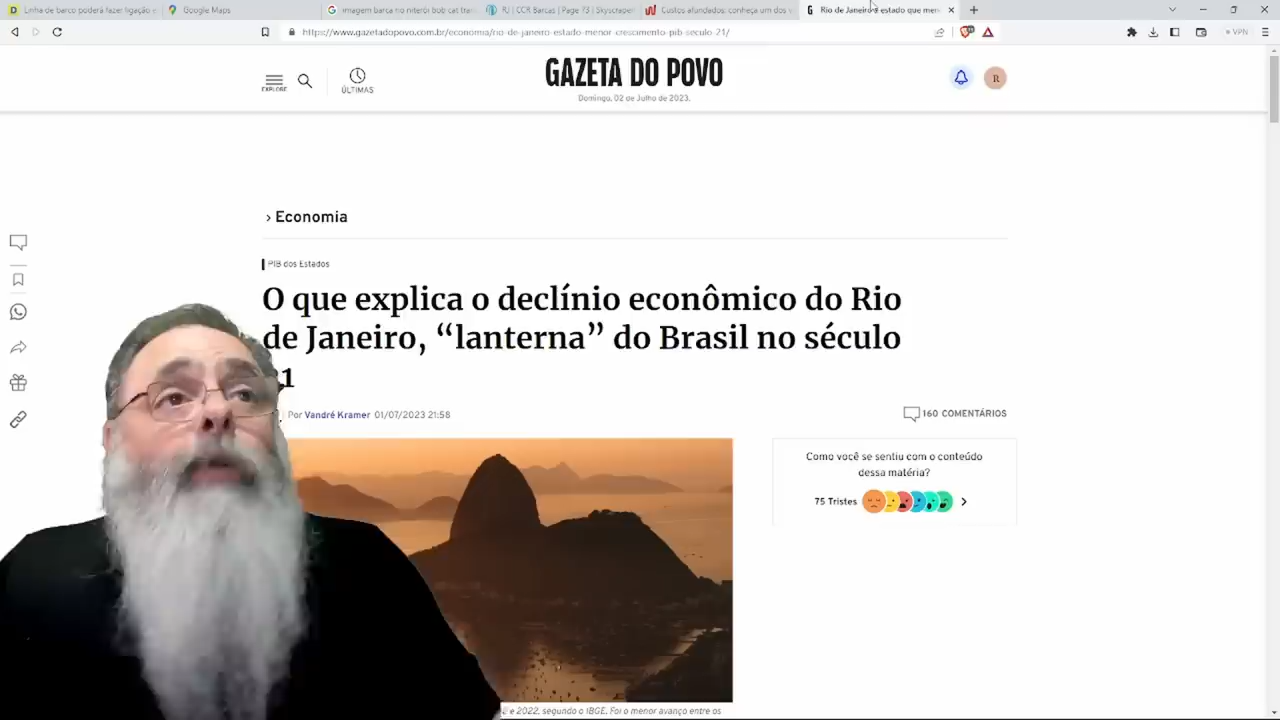 Linha de barco poderá fazer ligação e
Google Maps
imagem barca no niterói bob cat tran
RJ | CCR Barcas | Page 73 | Skyscraper
Custos afundados: conheça um dos v
Rio de Janeiro é estado que men
https://www.gazetadopovo.com.br/economia/rio-de-janeiro-estado-menor-crescimento-pib-seculo-21/
VPN
EXPLORE
ÚLTIMAS
GAZETA DO POVO
Domingo, 02 de Julho de 2023.
R
› Economia
PIB dos Estados
O que explica o declínio econômico do Rio
de Janeiro, “lanterna” do Brasil no século
1
Por Vandré Kramer 01/07/2023 21:58
160 COMENTÁRIOS
Como você se sentiu com o conteúdo
dessa matéria?
75 Tristes
e 2022, segundo o IBGE. Foi o menor avanço entre os